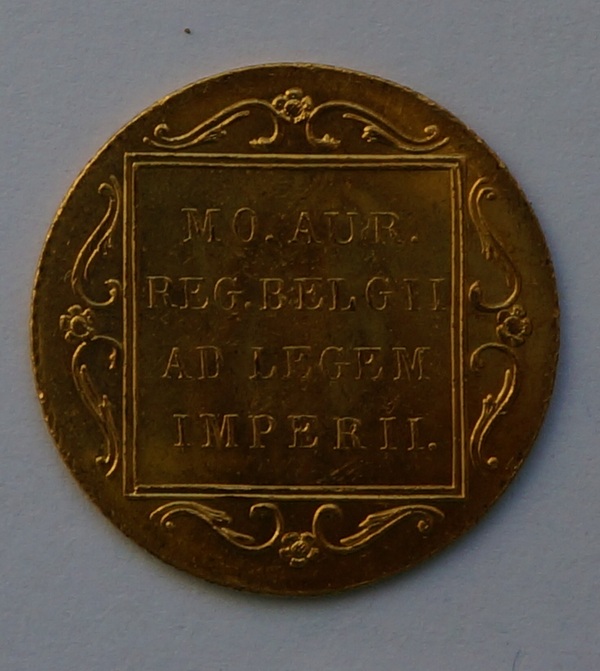 MO. AUR.
REG. BELGII
AD LEGEM
IMPERII.